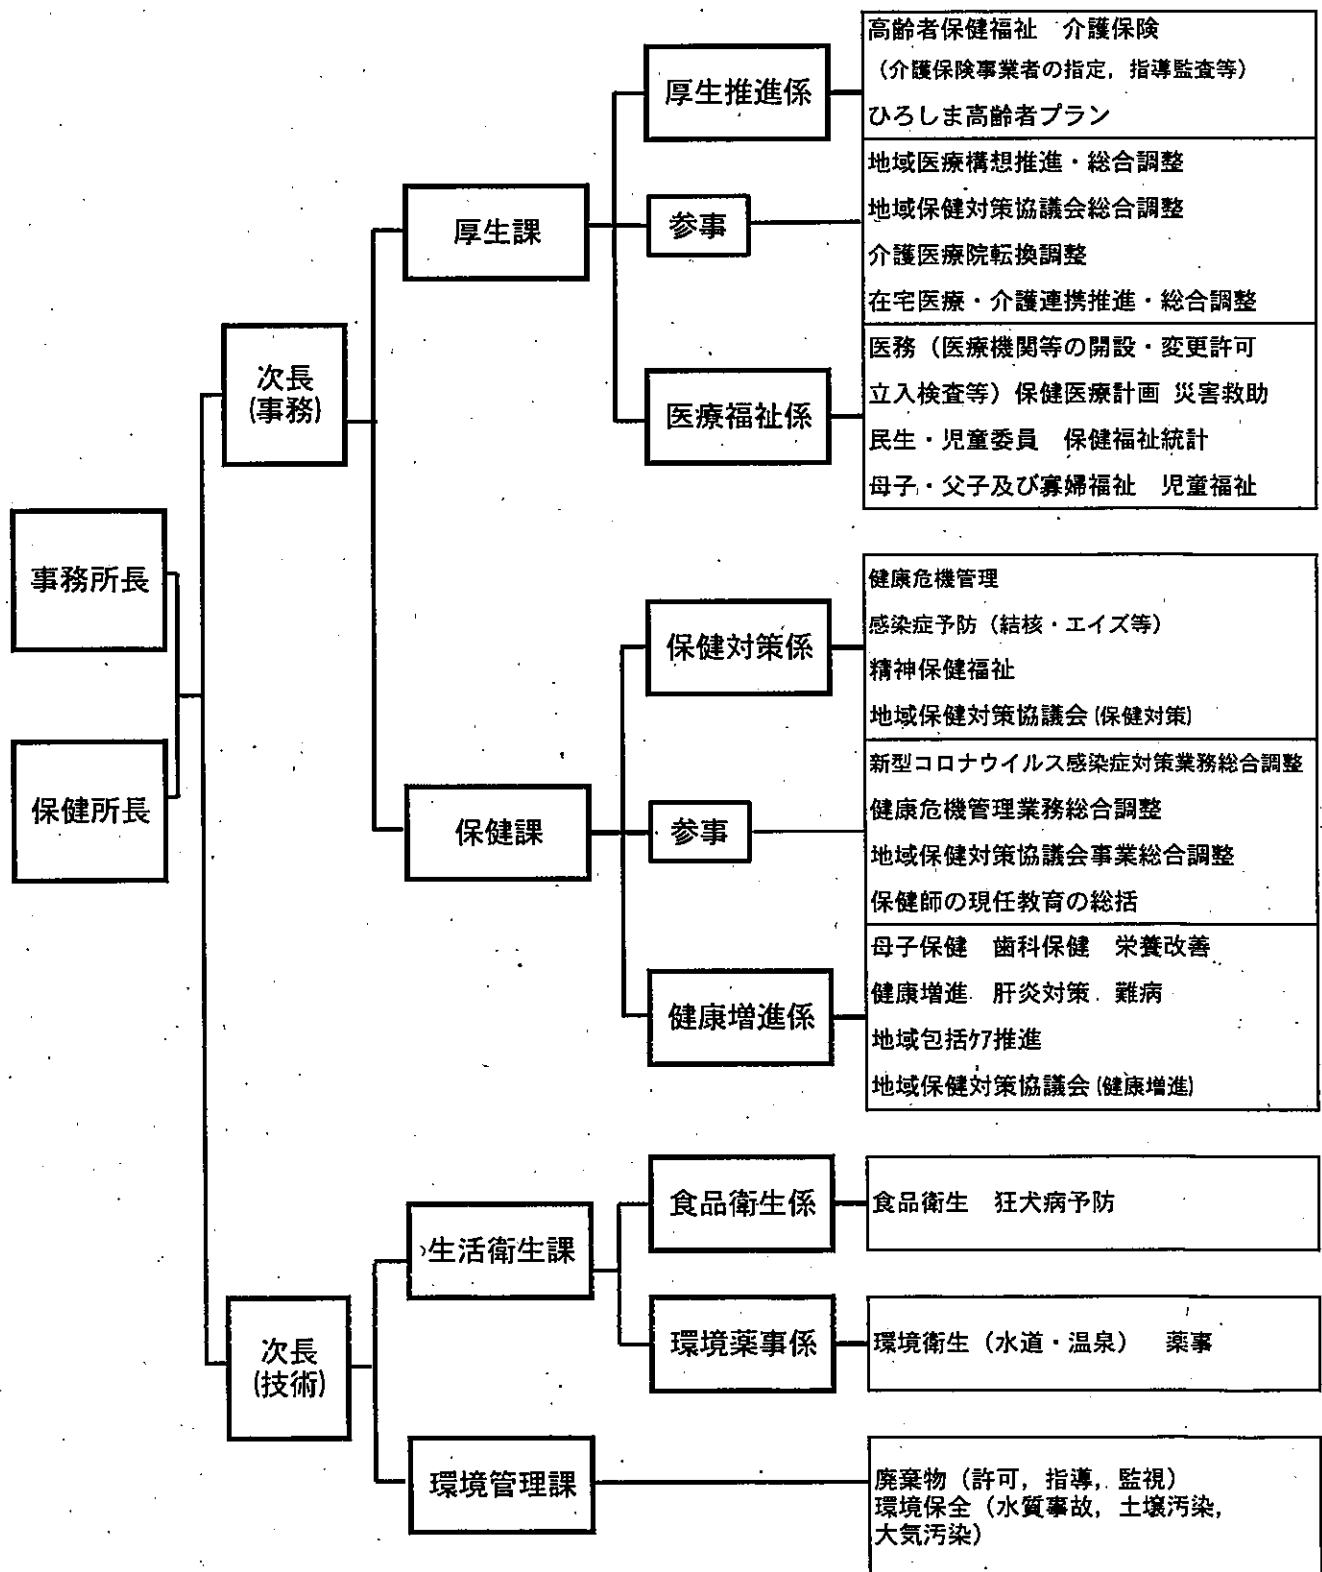 事務所長
保健所長
次長
(事務)
厚生課
厚生推進係
高齢者保健福祉　介護保険
（介護保険事業者の指定，指導監査等）
ひろしま高齢者プラン
参事
地域医療構想推進・総合調整
地域保健対策協議会総合調整
介護医療院転換調整
在宅医療・介護連携推進・総合調整
医療福祉係
医務（医療機関等の開設・変更許可
立入検査等）保健医療計画 災害救助
民生・児童委員　保健福祉統計
母子・父子及び寡婦福祉　児童福祉
保健課
保健対策係
健康危機管理
感染症予防（結核・エイズ等）
精神保健福祉
地域保健対策協議会(保健対策)
参事
新型コロナウイルス感染症対策業務総合調整
健康危機管理業務総合調整
地域保健対策協議会事業総合調整
保健師の現任教育の総括
健康増進係
母子保健　歯科保健　栄養改善
健康増進　肝炎対策　難病
地域包括ｹｱ推進
地域保健対策協議会(健康増進)
次長
(技術)
生活衛生課
食品衛生係
食品衛生　狂犬病予防
環境薬事係
環境衛生（水道・温泉）　薬事
環境管理課
廃棄物（許可，指導，監視）
環境保全（水質事故，土壌汚染，
大気汚染）